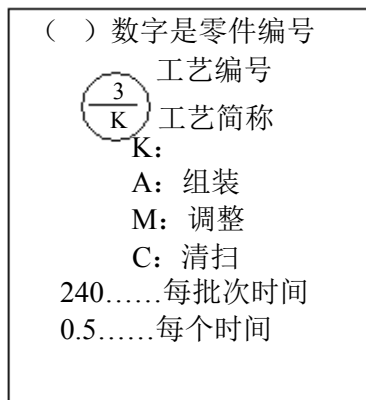 （ ）数字是零件编号
工艺编号
3
K
工艺简称
K：
A：组装
M：调整
C：清扫
240……每批次时间
0.5……每个时间